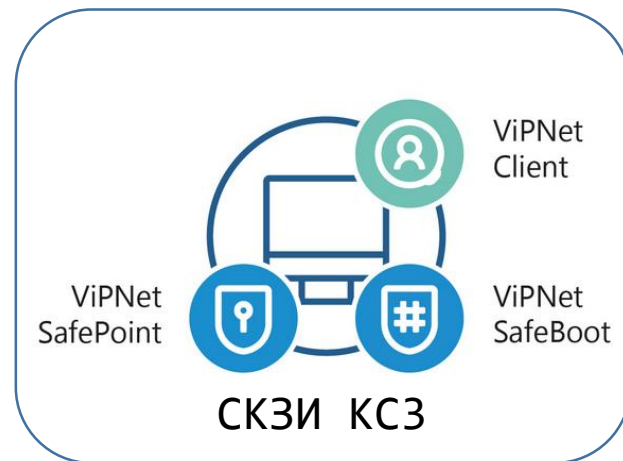 ViPNet
Client
ViPNet
SafePoint
ViPNet
SafeBoot
СКЗИ КС3